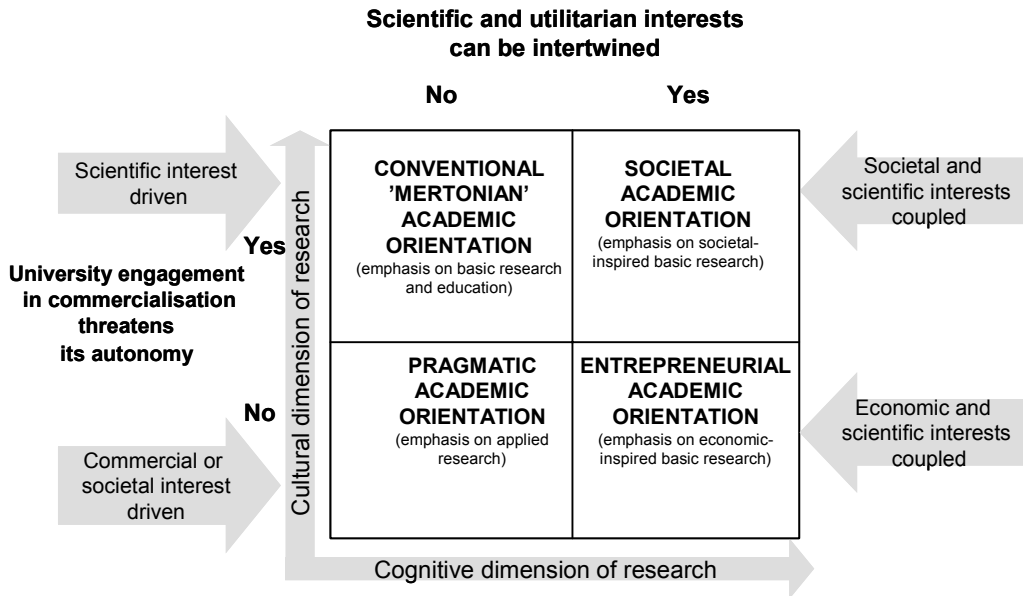 Scientific and utilitarian interests
can be intertwined
No
Yes
Scientific interest
driven
CONVENTIONAL
’MERTONIAN’
ACADEMIC
ORIENTATION
(emphasis on basic research
and education)
SOCIETAL
ACADEMIC
ORIENTATION
(emphasis on societal-
inspired basic research)
Societal and
scientific interests
coupled
Yes
University engagement
in commercialisation
threatens
its autonomy
Cultural dimension of research
No
PRAGMATIC
ACADEMIC
ORIENTATION
(emphasis on applied
research)
ENTREPRENEURIAL
ACADEMIC
ORIENTATION
(emphasis on economic-
inspired basic research)
Economic and
scientific interests
coupled
Commercial or
societal interest
driven
Cognitive dimension of research